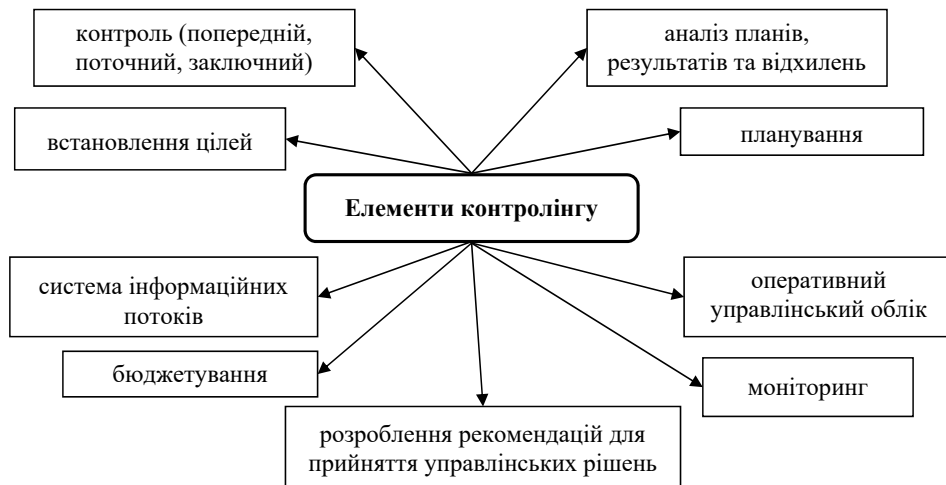 контроль (попередній,
поточний, заключний)
аналіз планів,
результатів та відхилень
встановлення цілей
планування
Елементи контролінгу
система інформаційних
потоків
оперативний
управлінський облік
бюджетування
моніторинг
розроблення рекомендацій для
прийняття управлінських рішень